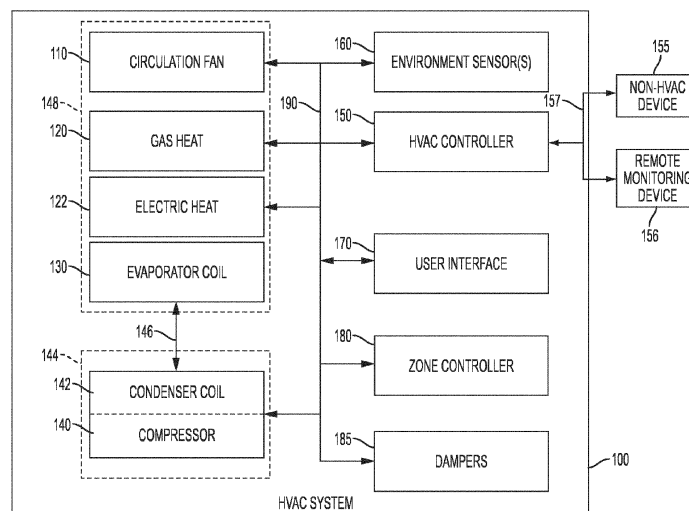 110
CIRCULATION FAN
148
120
GAS HEAT
122
ELECTRIC HEAT
130
EVAPORATOR COIL
146
144
142
CONDENSER COIL
140
COMPRESSOR
190
160
ENVIRONMENT SENSOR(S)
150
HVAC CONTROLLER
170
USER INTERFACE
180
ZONE CONTROLLER
185
DAMPERS
157
155
NON-HVAC
DEVICE
REMOTE
MONITORING
DEVICE
156
100
HVAC SYSTEM